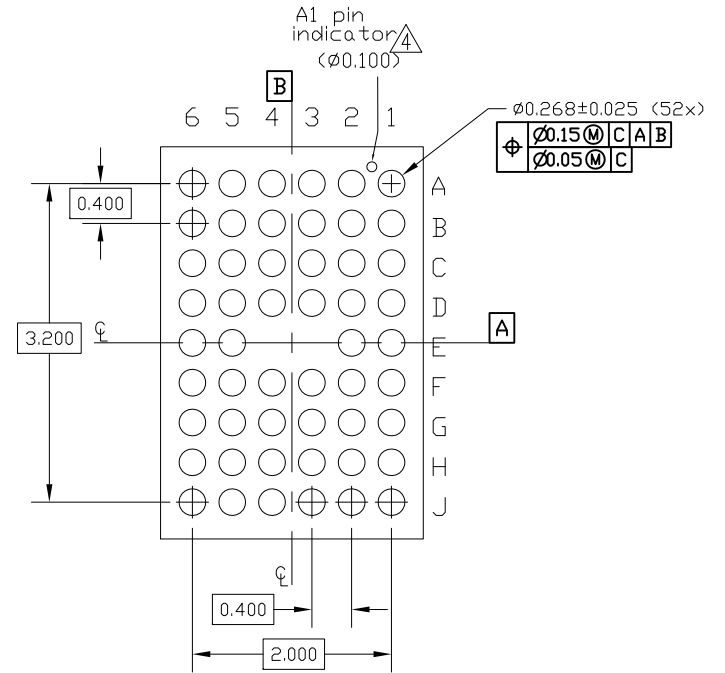 A1 pin
indicator 4
(Ø0.100)
B
6 5 4 3 2 1
Ø0.268±0.025 (52x)
⌖ Ø0.15 Ⓜ C A B
Ø0.05 Ⓜ C
A
0.400
B
C
D
3.200
℄
E
A
F
G
H
J
℄
0.400
2.000